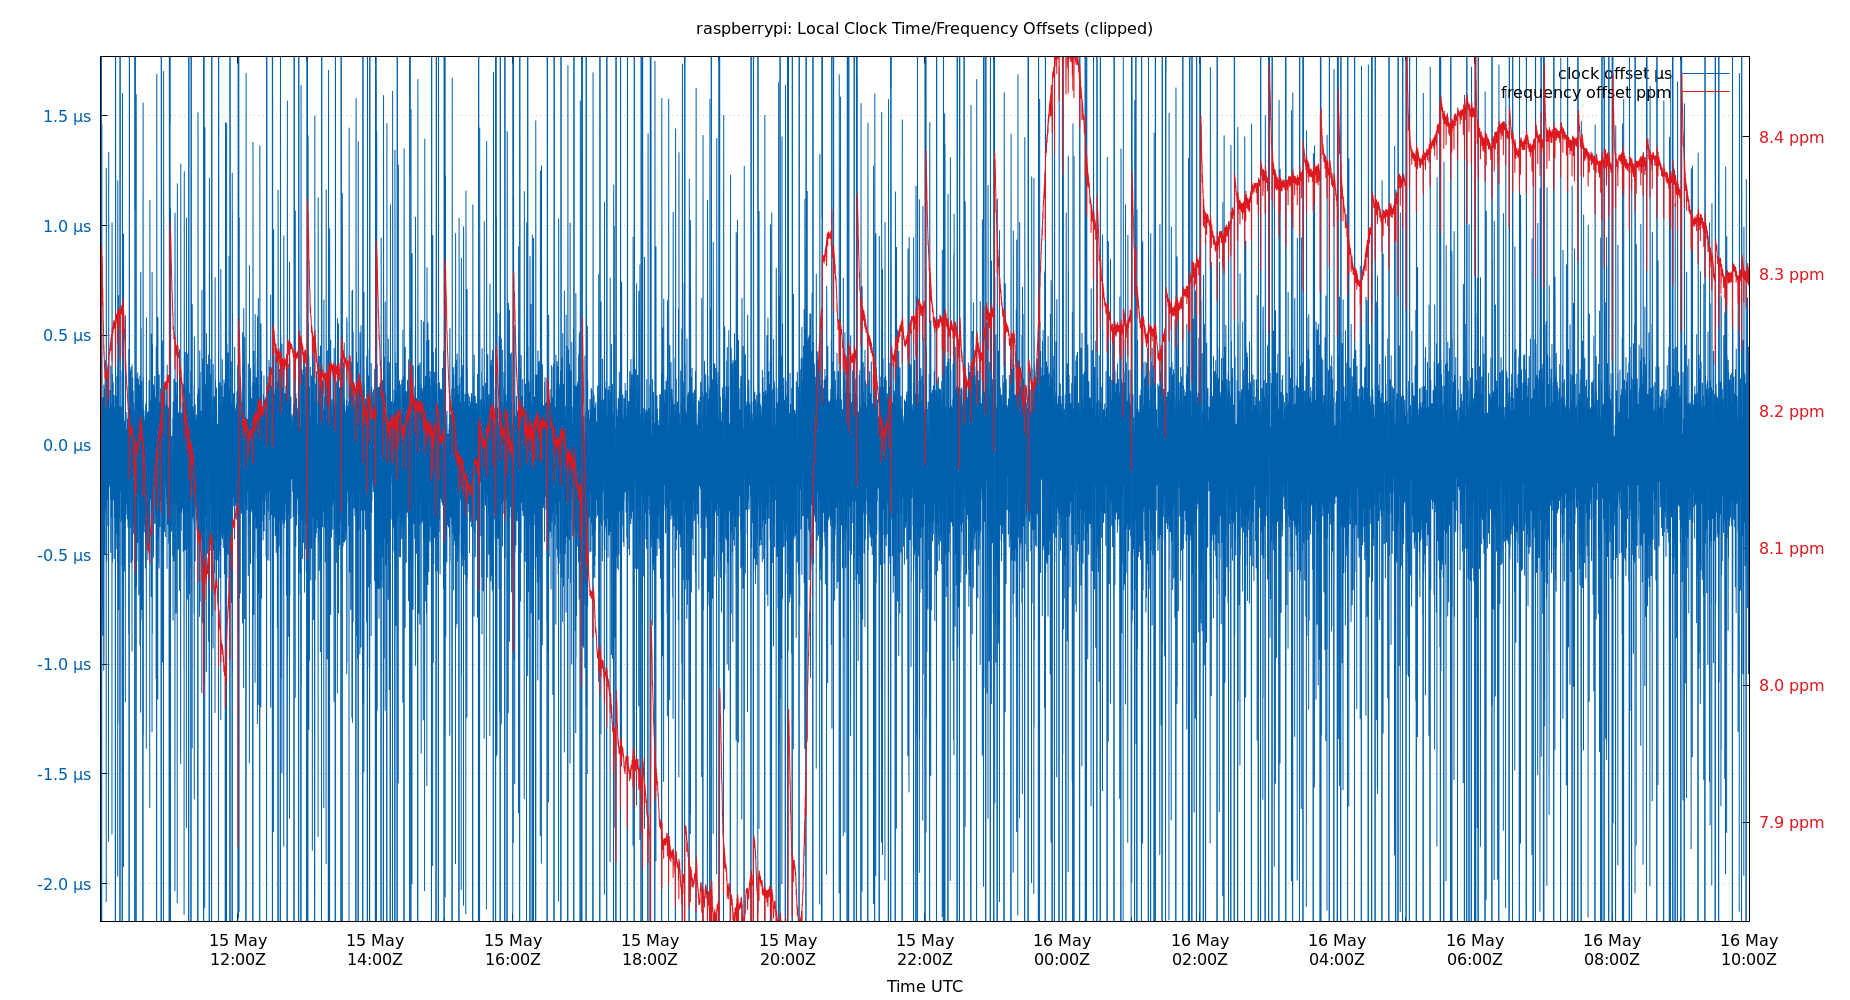 raspberrypi: Local Clock Time/Frequency Offsets (clipped)
clock offset µs
frequency offset ppm
1.5 µs
1.0 µs
0.5 µs
0.0 µs
-0.5 µs
-1.0 µs
-1.5 µs
-2.0 µs
8.4 ppm
8.3 ppm
8.2 ppm
8.1 ppm
8.0 ppm
7.9 ppm
15 May 15 May 15 May 15 May 15 May 15 May 16 May 16 May 16 May 16 May 16 May 16 May
12:00Z 14:00Z 16:00Z 18:00Z 20:00Z 22:00Z 00:00Z 02:00Z 04:00Z 06:00Z 08:00Z 10:00Z
Time UTC